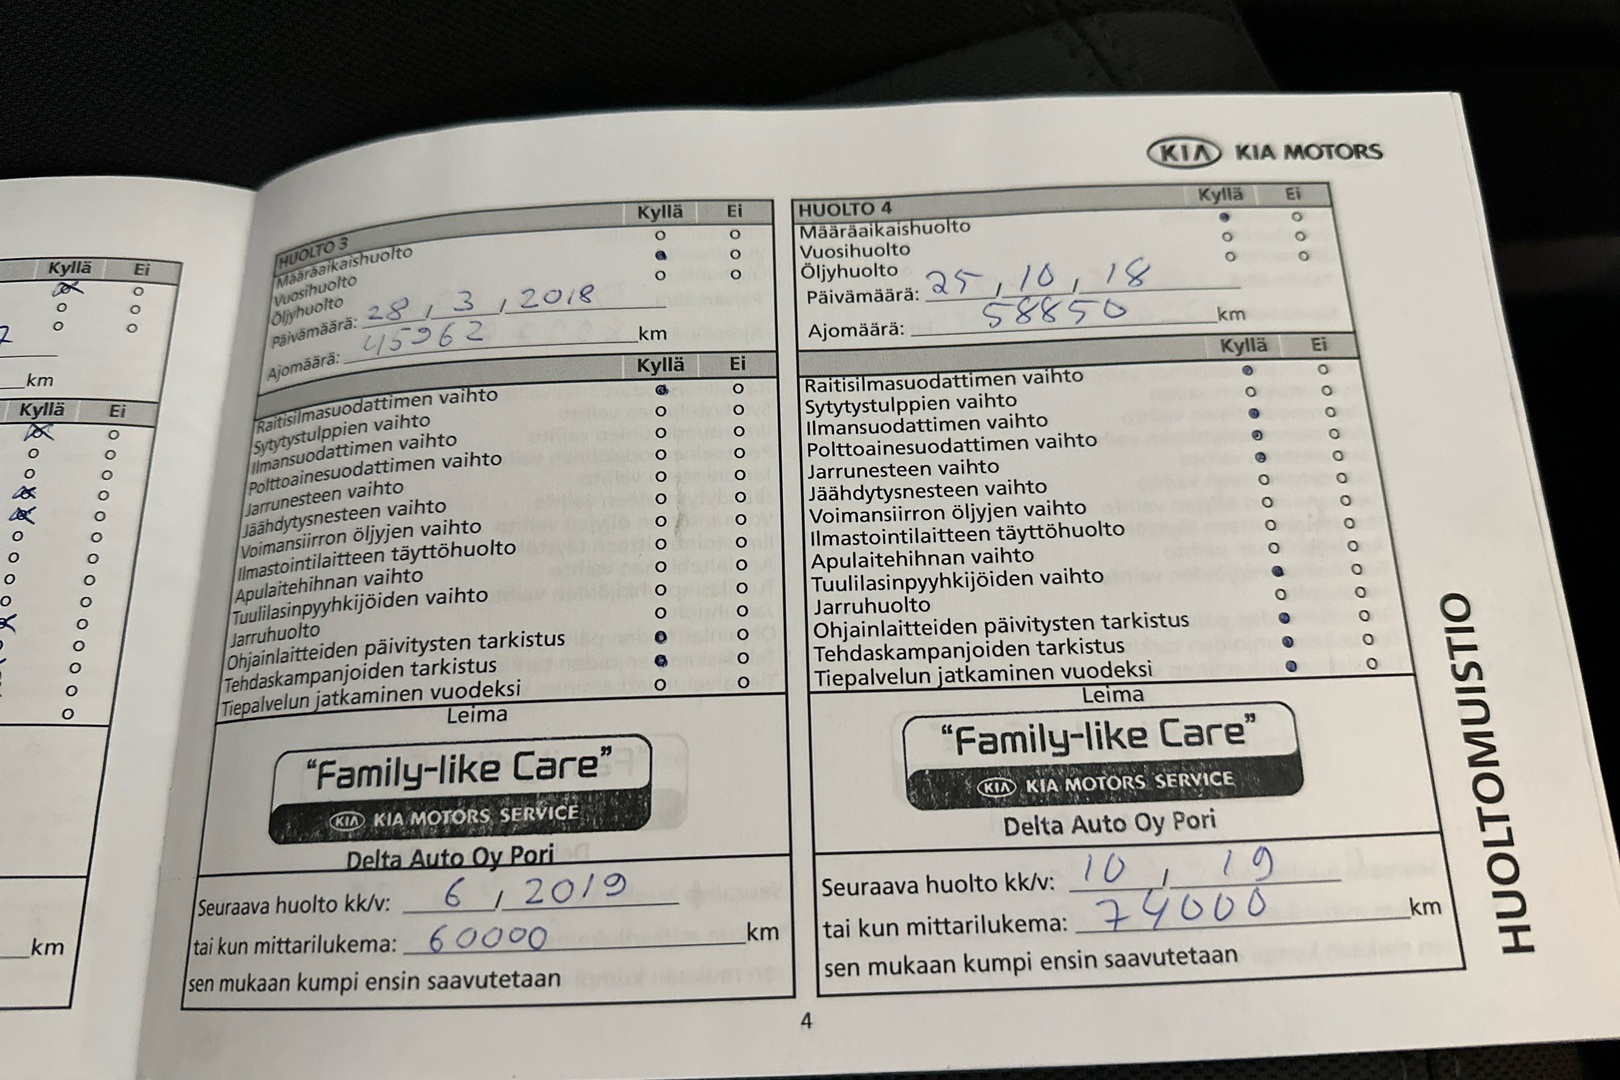 Kyllä Ei
km
Kyllä Ei
km
HUOLTO 3 Kyllä Ei
Määräaikaishuolto
Vuosihuolto
Öljyhuolto
Päivämäärä: 28, 3, 2018
Ajomäärä: 45962 km
Kyllä Ei
Raitisilmasuodattimen vaihto
Sytytystulppien vaihto
Ilmansuodattimen vaihto
Polttoainesuodattimen vaihto
Jarrunesteen vaihto
Jäähdytysnesteen vaihto
Voimansiirron öljyjen vaihto
Ilmastointilaitteen täyttöhuolto
Apulaitehihnan vaihto
Tuulilasinpyyhkijöiden vaihto
Jarruhuolto
Ohjainlaitteiden päivitysten tarkistus
Tehdaskampanjoiden tarkistus
Tiepalvelun jatkaminen vuodeksi
Leima
"Family-like Care"
KIA KIA MOTORS SERVICE
Delta Auto Oy Pori
Seuraava huolto kk/v: 6, 2019
tai kun mittarilukema: 60000 km
sen mukaan kumpi ensin saavutetaan
KIA KIA MOTORS
HUOLTO 4 Kyllä Ei
Määräaikaishuolto
Vuosihuolto
Öljyhuolto
Päivämäärä: 25, 10, 18
Ajomäärä: 58850 km
Kyllä Ei
Raitisilmasuodattimen vaihto
Sytytystulppien vaihto
Ilmansuodattimen vaihto
Polttoainesuodattimen vaihto
Jarrunesteen vaihto
Jäähdytysnesteen vaihto
Voimansiirron öljyjen vaihto
Ilmastointilaitteen täyttöhuolto
Apulaitehihnan vaihto
Tuulilasinpyyhkijöiden vaihto
Jarruhuolto
Ohjainlaitteiden päivitysten tarkistus
Tehdaskampanjoiden tarkistus
Tiepalvelun jatkaminen vuodeksi
Leima
"Family-like Care"
KIA KIA MOTORS SERVICE
Delta Auto Oy Pori
Seuraava huolto kk/v: 10, 19
tai kun mittarilukema: 74000 km
sen mukaan kumpi ensin saavutetaan
HUOLTOMUISTIO
4